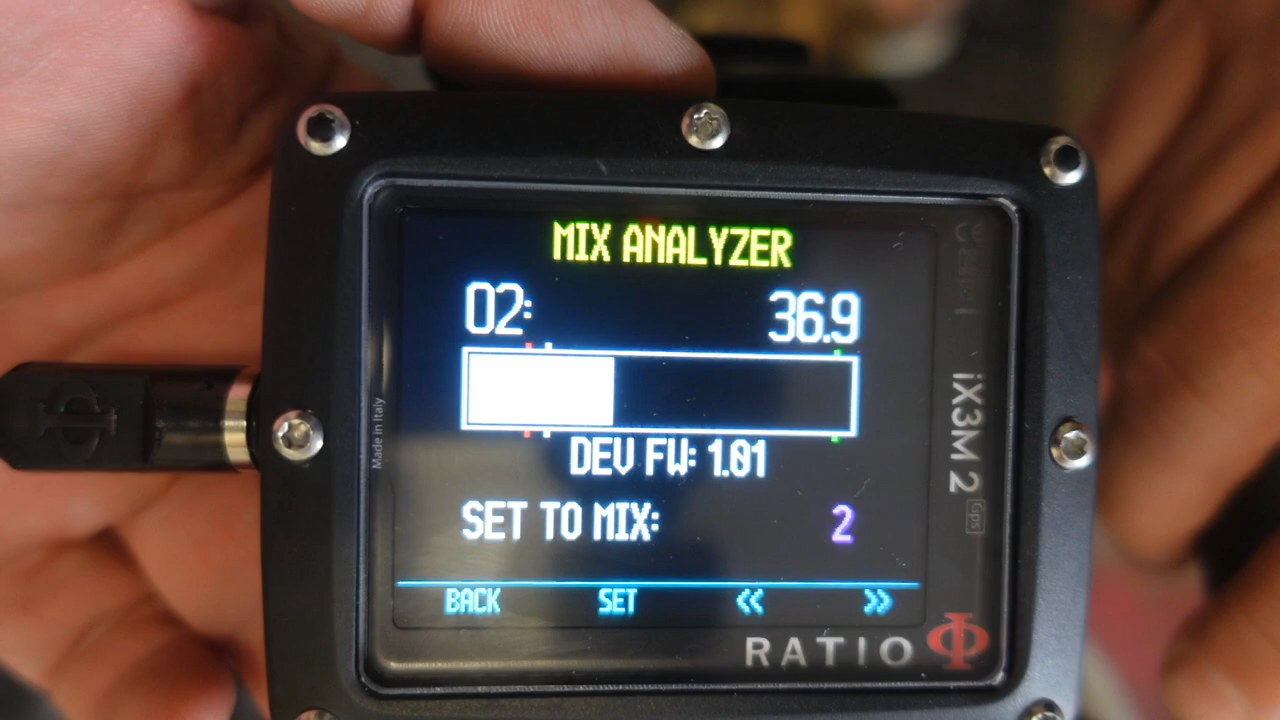 MIX ANALYZER
O2: 36.9
DEV FW: 1.01
SET TO MIX: 2
BACK SET << >>
RATIO
iX3M 2 Gps
Made in Italy